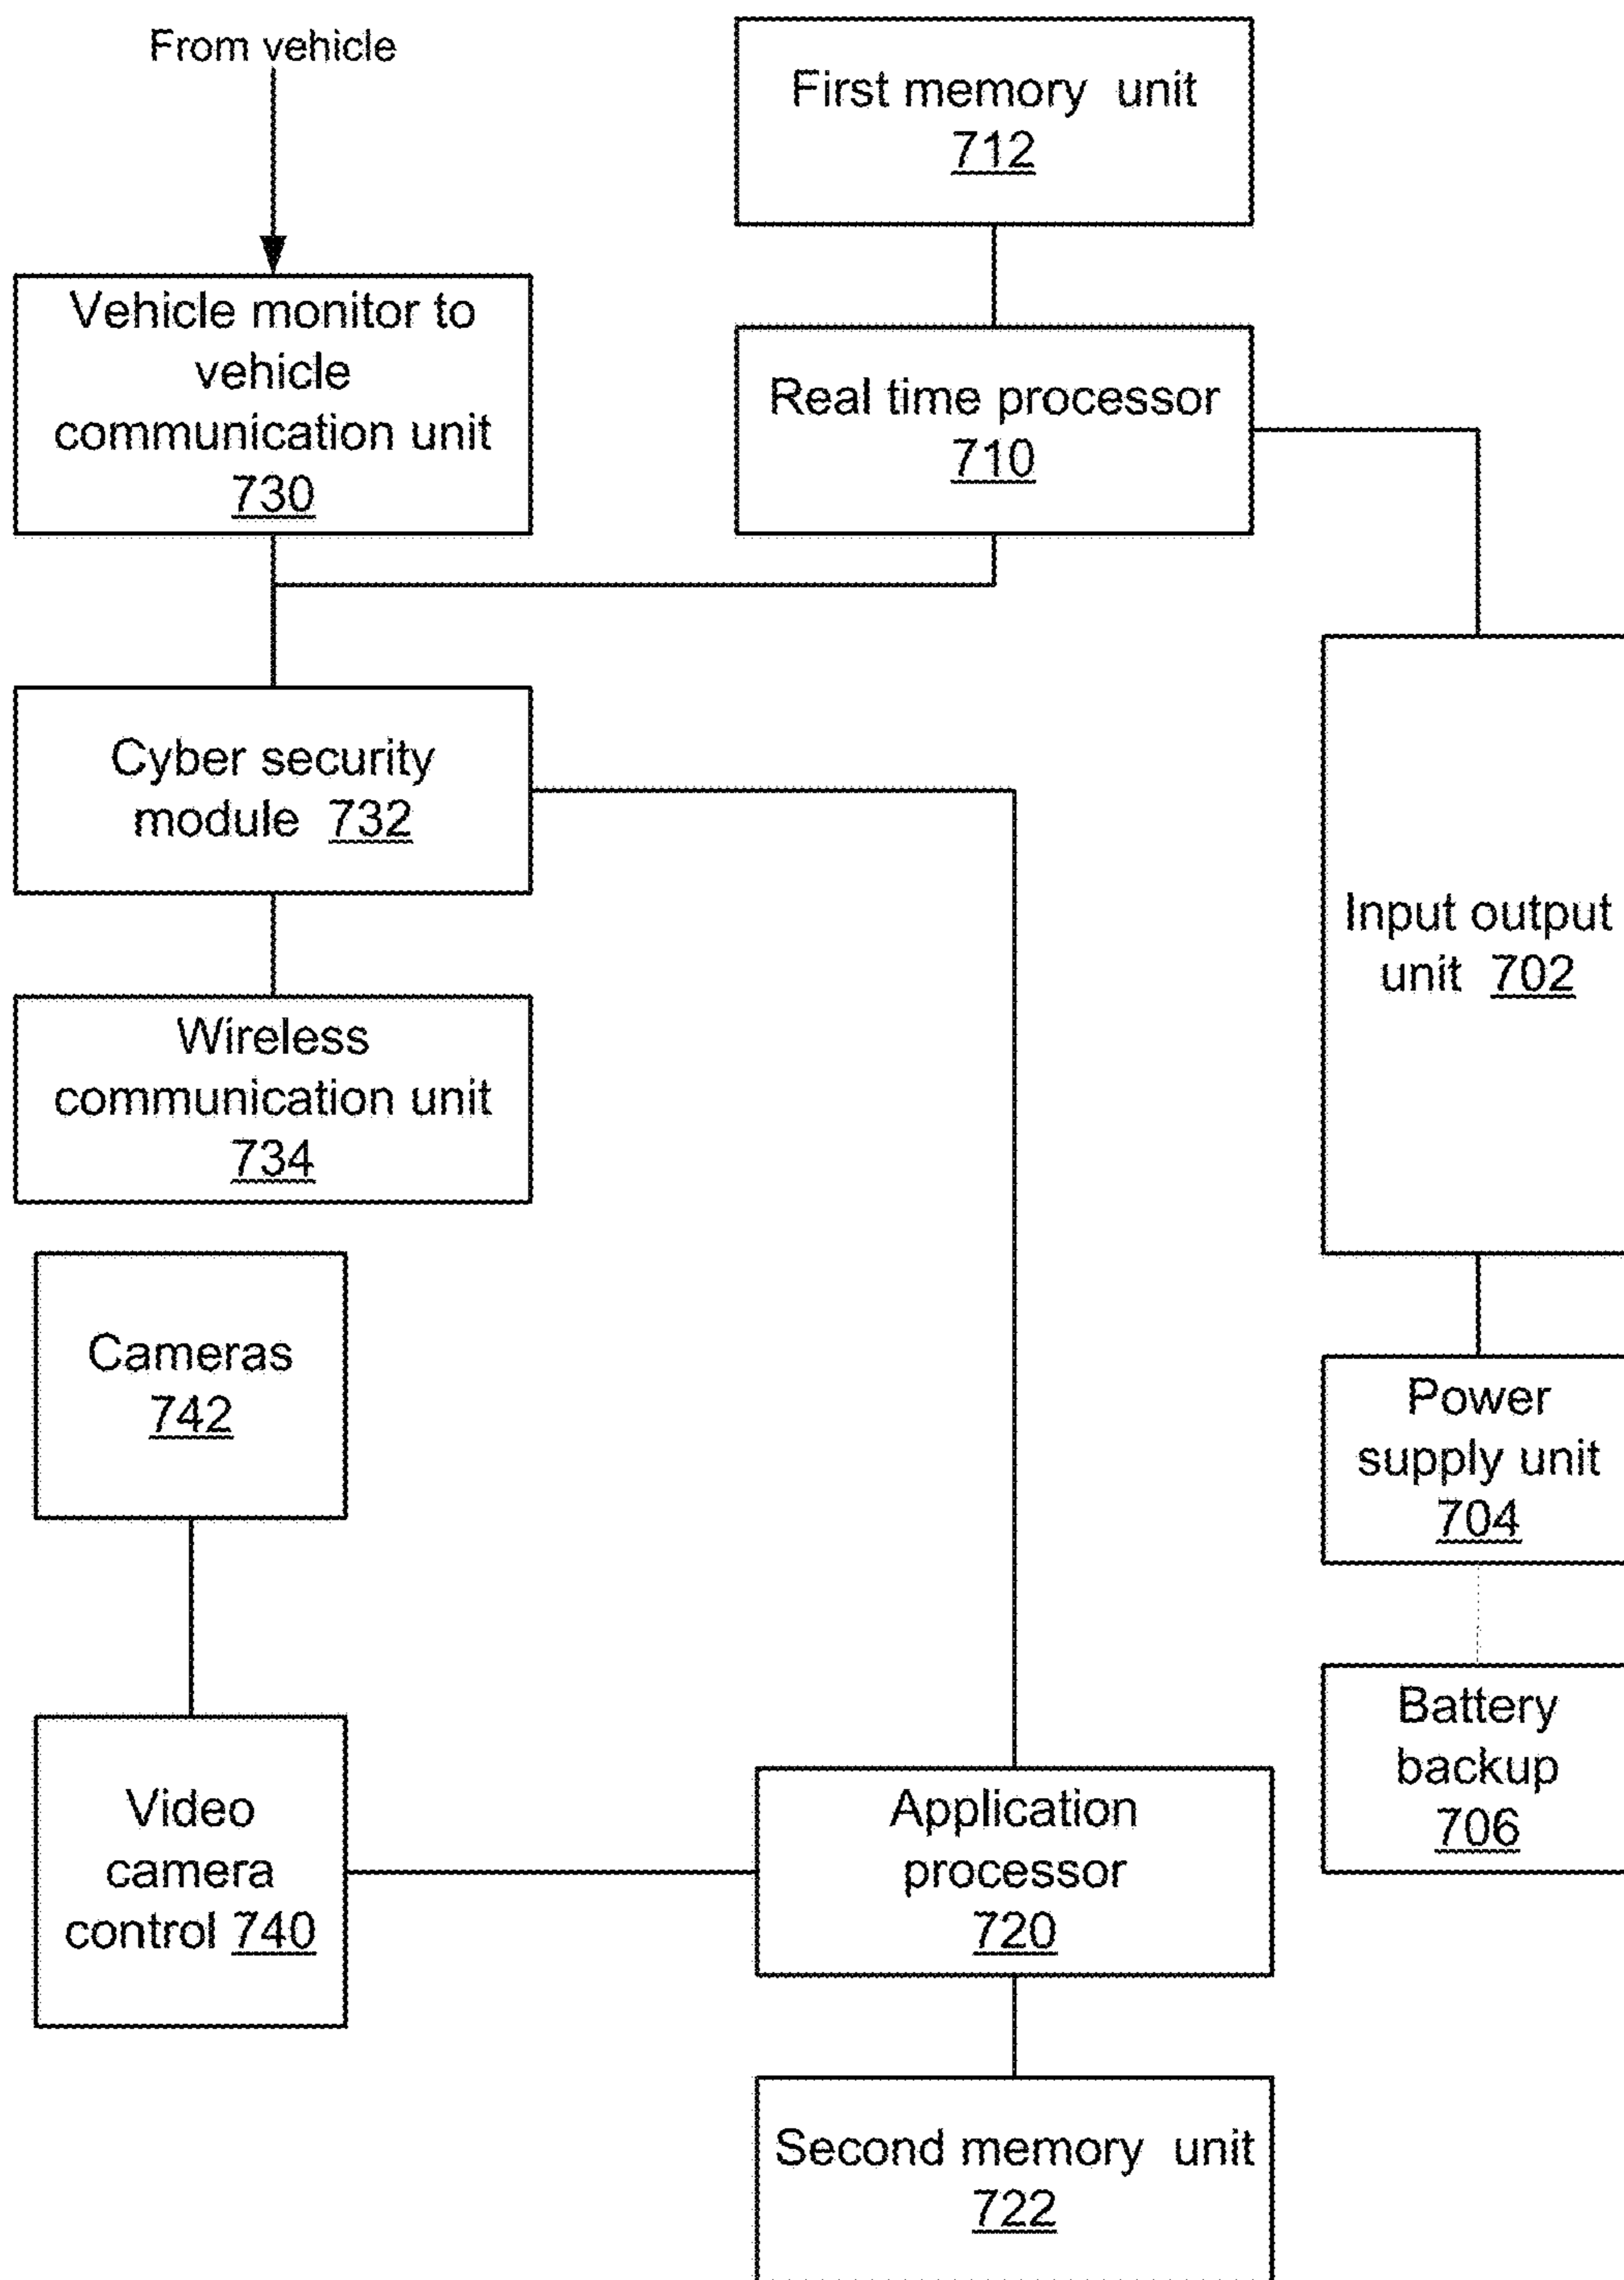 From vehicle
First memory unit
712
Vehicle monitor to
vehicle
communication unit
730
Real time processor
710
Cyber security
module 732
Input output
unit 702
Wireless
communication unit
734
Cameras
742
Power
supply unit
704
Battery
backup
706
Video
camera
control 740
Application
processor
720
Second memory unit
722